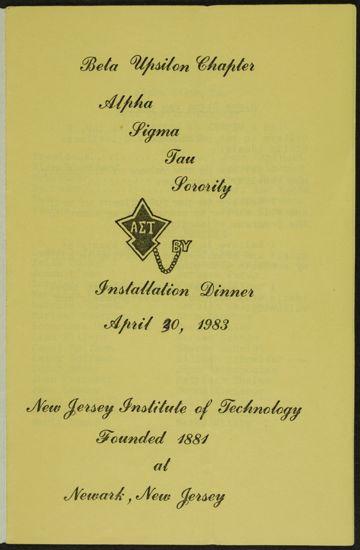 Beta Upsilon Chapter
Alpha
Sigma
Tau
Sorority
ΑΣΤ
BY
Installation Dinner
April 30, 1983
New Jersey Institute of Technology
Founded 1881
at
Newark, New Jersey